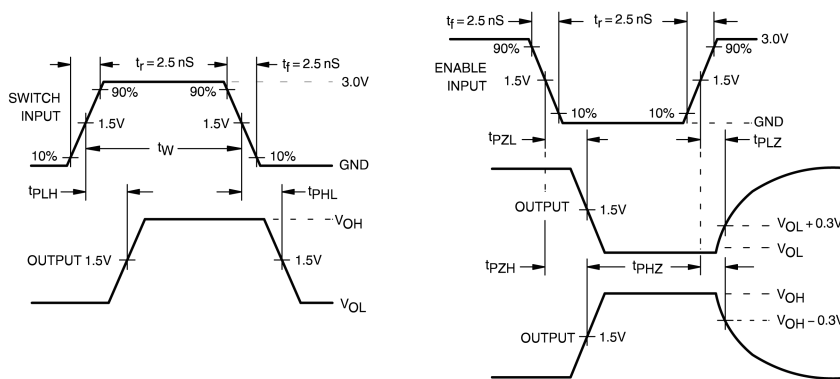 tr = 2.5 nS
tf = 2.5 nS
3.0V
SWITCH
INPUT
90%
90%
1.5V
1.5V
tW
10%
10%
GND
tPLH
tPHL
VOH
OUTPUT
1.5V
1.5V
VOL
tf = 2.5 nS
tr = 2.5 nS
3.0V
90%
90%
ENABLE
INPUT
1.5V
1.5V
10%
10%
GND
tPZL
tPLZ
OUTPUT
1.5V
VOL + 0.3V
VOL
tPZH
tPHZ
VOH
VOH – 0.3V
OUTPUT
1.5V